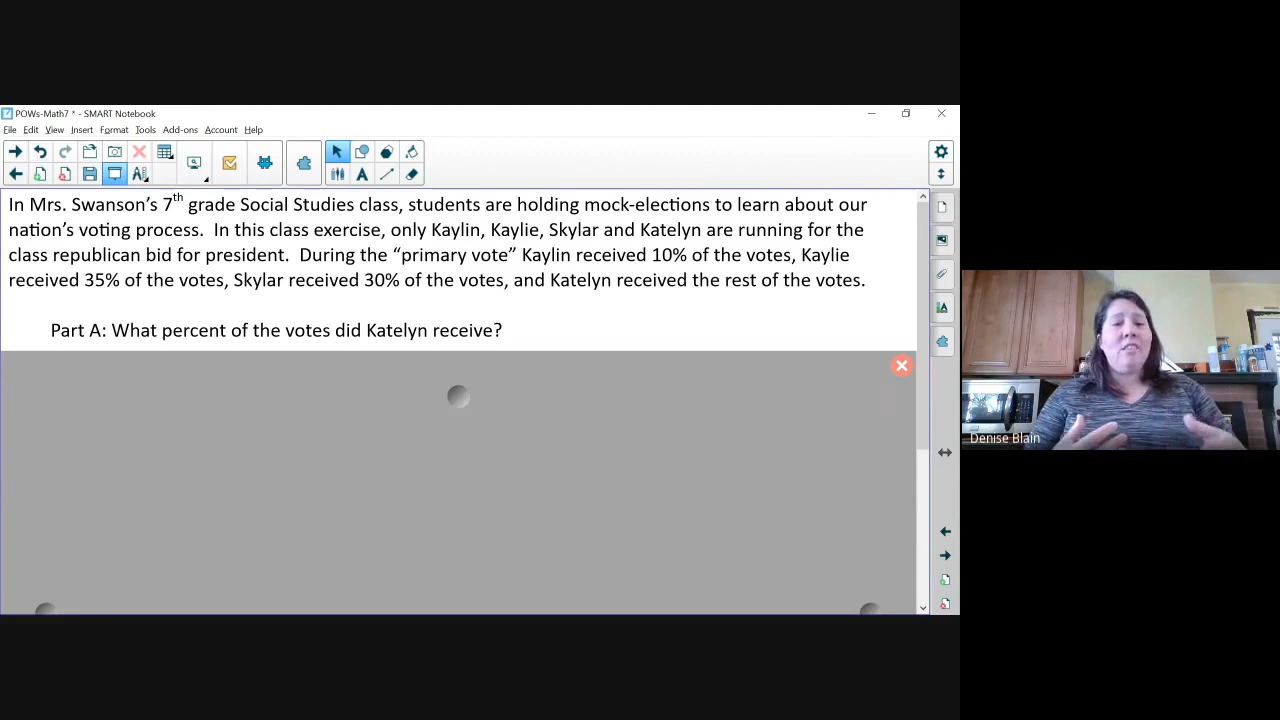 POWs-Math7 * - SMART Notebook
File Edit View Insert Format Tools Add-ons Account Help
In Mrs. Swanson's 7th grade Social Studies class, students are holding mock-elections to learn about our
nation's voting process.  In this class exercise, only Kaylin, Kaylie, Skylar and Katelyn are running for the
class republican bid for president.  During the “primary vote” Kaylin received 10% of the votes, Kaylie
received 35% of the votes, Skylar received 30% of the votes, and Katelyn received the rest of the votes.
Part A: What percent of the votes did Katelyn receive?
Denise Blain